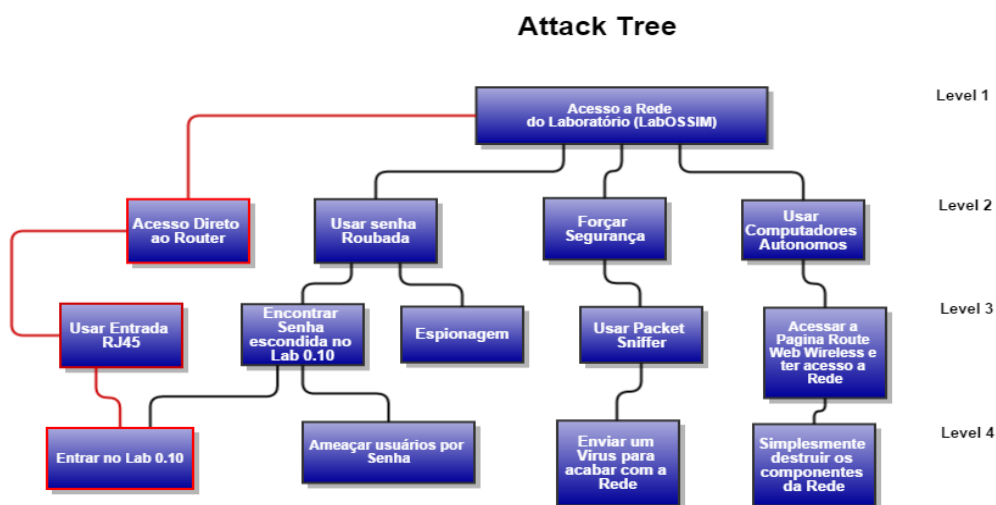 Attack Tree
Level 1
Acesso a Rede
do Laboratório (LabOSSIM)
Level 2
Acesso Direto
ao Router
Usar senha
Roubada
Forçar
Segurança
Usar
Computadores
Autonomos
Level 3
Usar Entrada
RJ45
Encontrar
Senha
escondida no
Lab 0.10
Espionagem
Usar Packet
Sniffer
Acessar a
Pagina Route
Web Wireless e
ter acesso a
Rede
Level 4
Entrar no Lab 0.10
Ameaçar usuários por
Senha
Enviar um
Virus para
acabar com a
Rede
Simplesmente
destruir os
componentes
da Rede